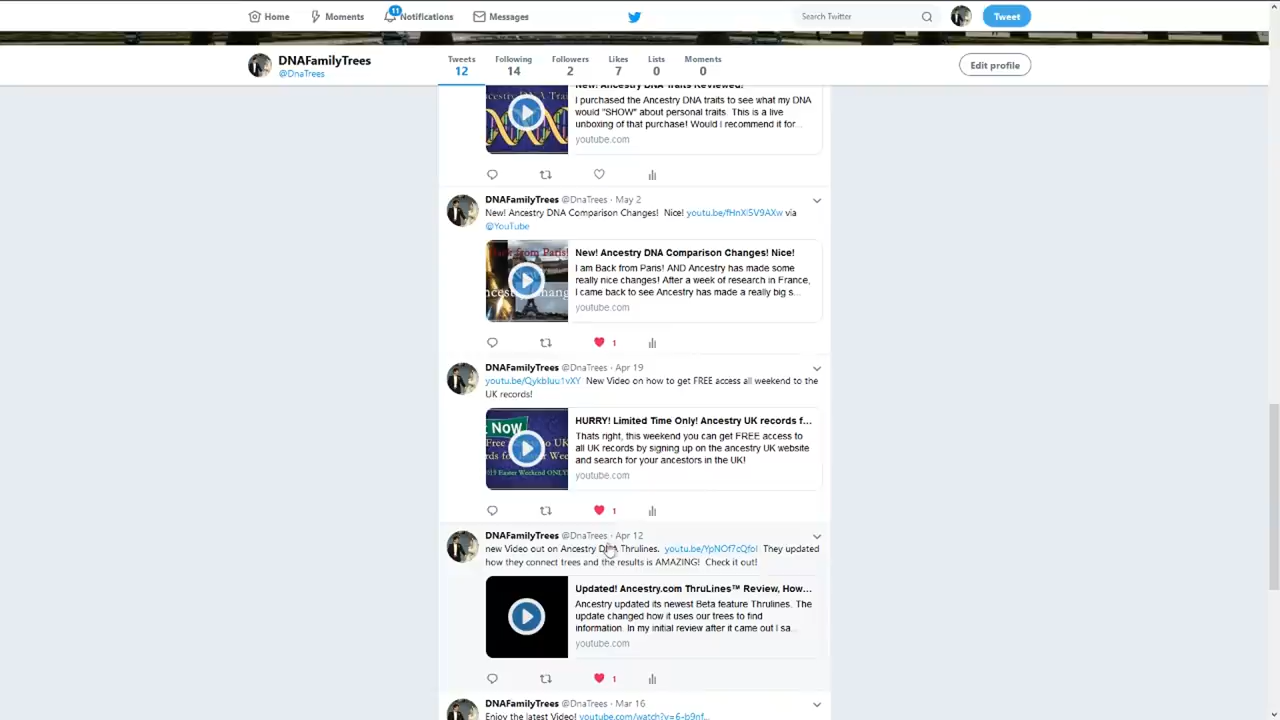 Home Moments 11 Notifications Messages Search Twitter Tweet
DNAFamilyTrees
@DnaTrees
Tweets Following Followers Likes Lists Moments
12 14 2 7 0 0
Edit profile
New! Ancestry DNA Traits Reviewed!
I purchased the Ancestry DNA traits to see what my DNA
would "SHOW" about personal traits. This is a live
unboxing of that purchase! Would I recommend it for...
youtube.com
DNAFamilyTrees @DnaTrees · May 2
New! Ancestry DNA Comparison Changes! Nice! youtu.be/fHnXI5V9AXw via
@YouTube
New! Ancestry DNA Comparison Changes! Nice!
I am Back from Paris! AND Ancestry has made some
really nice changes! After a week of research in France,
I came back to see Ancestry has made a really big s...
youtube.com
1
DNAFamilyTrees @DnaTrees · Apr 19
youtu.be/QykbIuu1vXY New Video on how to get FREE access all weekend to the
UK records!
HURRY! Limited Time Only! Ancestry UK records f...
Thats right, this weekend you can get FREE access to
all UK records by signing up on the ancestry UK website
and search for your ancestors in the UK!
youtube.com
1
DNAFamilyTrees @DnaTrees · Apr 12
new Video out on Ancestry DNA Thrulines. youtu.be/YpNOf7cQfoI They updated
how they connect trees and the results is AMAZING! Check it out!
Updated! Ancestry.com ThruLines™ Review, How...
Ancestry updated its newest Beta feature Thrulines. The
update changed how it uses our trees to find
information. In my initial review after it came out I sa...
youtube.com
1
DNAFamilyTrees @DnaTrees · Mar 16
Enjoy the latest Video! youtube.com/watch?v=6-b9nf...